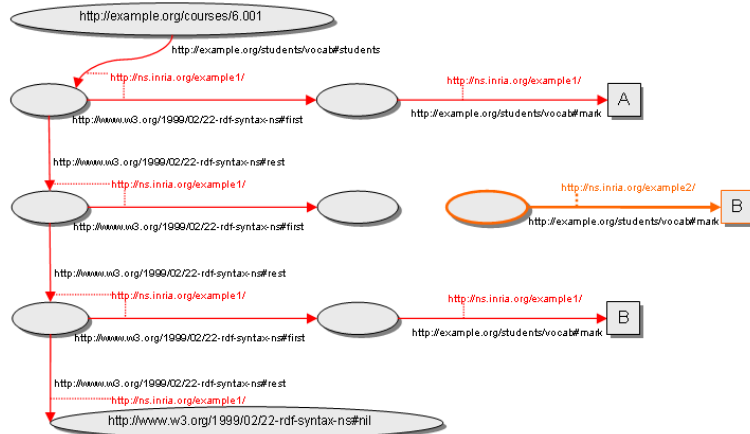 http://example.org/courses/6.001
http://example.org/students/vocab#students
http://ns.inria.org/example1/
http://ns.inria.org/example1/
A
http://www.w3.org/1999/02/22-rdf-syntax-ns#first
http://example.org/students/vocab#mark
http://www.w3.org/1999/02/22-rdf-syntax-ns#rest
http://ns.inria.org/example1/
http://ns.inria.org/example2/
B
http://www.w3.org/1999/02/22-rdf-syntax-ns#first
http://example.org/students/vocab#mark
http://www.w3.org/1999/02/22-rdf-syntax-ns#rest
http://ns.inria.org/example1/
http://ns.inria.org/example1/
B
http://www.w3.org/1999/02/22-rdf-syntax-ns#first
http://example.org/students/vocab#mark
http://www.w3.org/1999/02/22-rdf-syntax-ns#rest
http://ns.inria.org/example1/
http://www.w3.org/1999/02/22-rdf-syntax-ns#nil